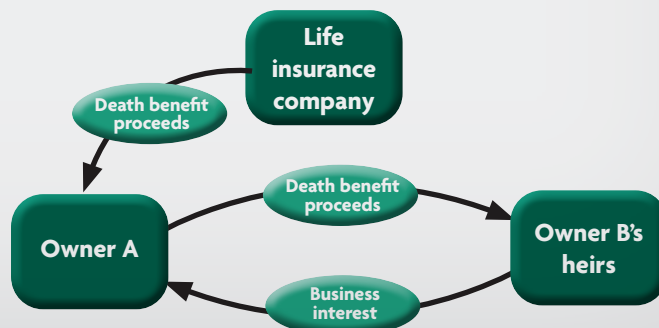 Life
insurance
company
Death benefit
proceeds
Death benefit
proceeds
Owner A
Owner B's
heirs
Business
interest